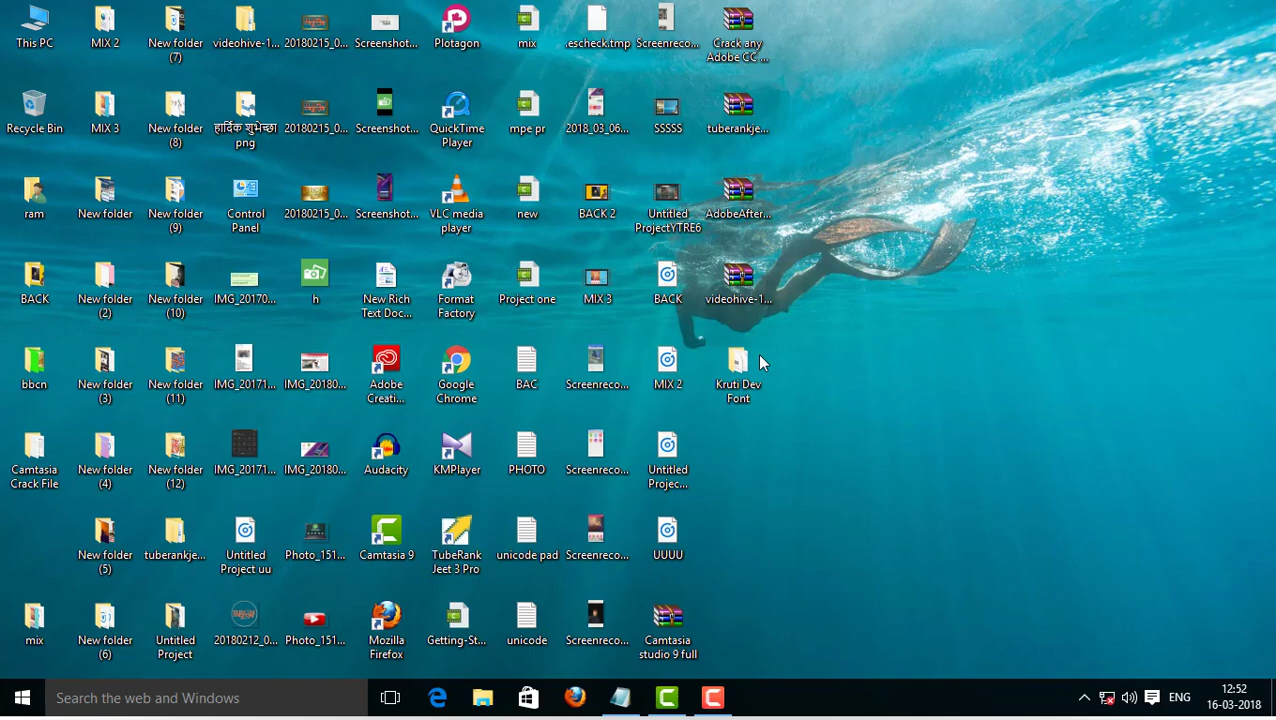 This PC
MIX 2
New folder
(7)
videohive-1...
20180215_0...
Screenshot...
Plotagon
mix
.escheck.tmp
Screenreco...
Crack any
Adobe CC ...
Recycle Bin
MIX 3
New folder
(8)
हार्दिक शुभेच्छा
png
20180215_0...
Screenshot...
QuickTime
Player
mpe pr
2018_03_06...
SSSSS
tuberankje...
ram
New folder
New folder
(9)
Control
Panel
20180215_0...
Screenshot...
VLC media
player
new
BACK 2
Untitled
ProjectYTRE6
AdobeAfter...
BACK
New folder
(2)
New folder
(10)
IMG_20170...
h
New Rich
Text Doc...
Format
Factory
Project one
MIX 3
BACK
videohive-1...
bbcn
New folder
(3)
New folder
(11)
IMG_20171...
IMG_20180...
Adobe
Creati...
Google
Chrome
BAC
Screenreco...
MIX 2
Kruti Dev
Font
Camtasia
Crack File
New folder
(4)
New folder
(12)
IMG_20171...
IMG_20180...
Audacity
KMPlayer
PHOTO
Screenreco...
Untitled
Projec...
New folder
(5)
tuberankje...
Untitled
Project uu
Photo_151...
Camtasia 9
TubeRank
Jeet 3 Pro
unicode pad
Screenreco...
UUUU
mix
New folder
(6)
Untitled
Project
20180212_0...
Photo_151...
Mozilla
Firefox
Getting-St...
unicode
Screenreco...
Camtasia
studio 9 full
Search the web and Windows
ENG
12:52
16-03-2018